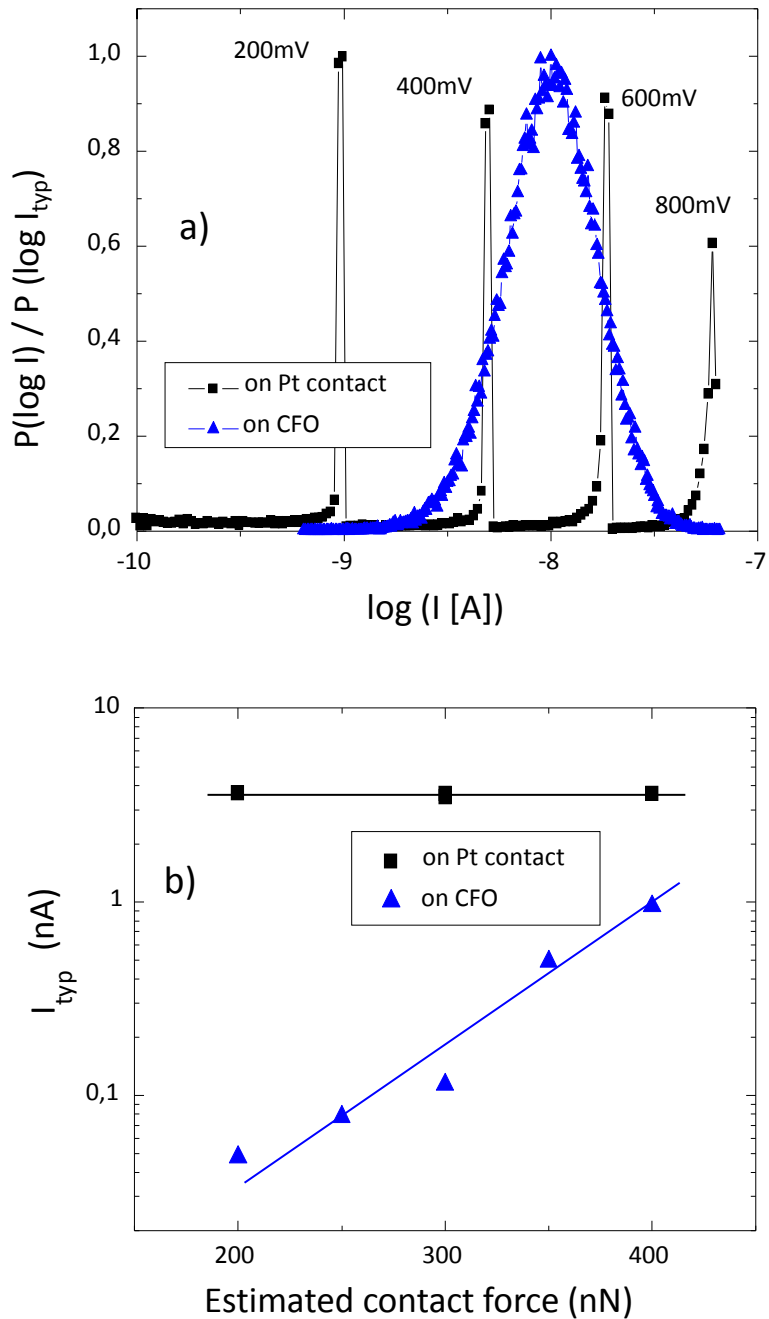 1,0
0,8
0,6
0,4
0,2
0,0
-10
-9
-8
-7
200mV
400mV
600mV
800mV
a)
on Pt contact
on CFO
P(log I) / P (log I_typ)
log (I [A])
10
1
0,1
200
300
400
b)
on Pt contact
on CFO
I_typ (nA)
Estimated contact force (nN)